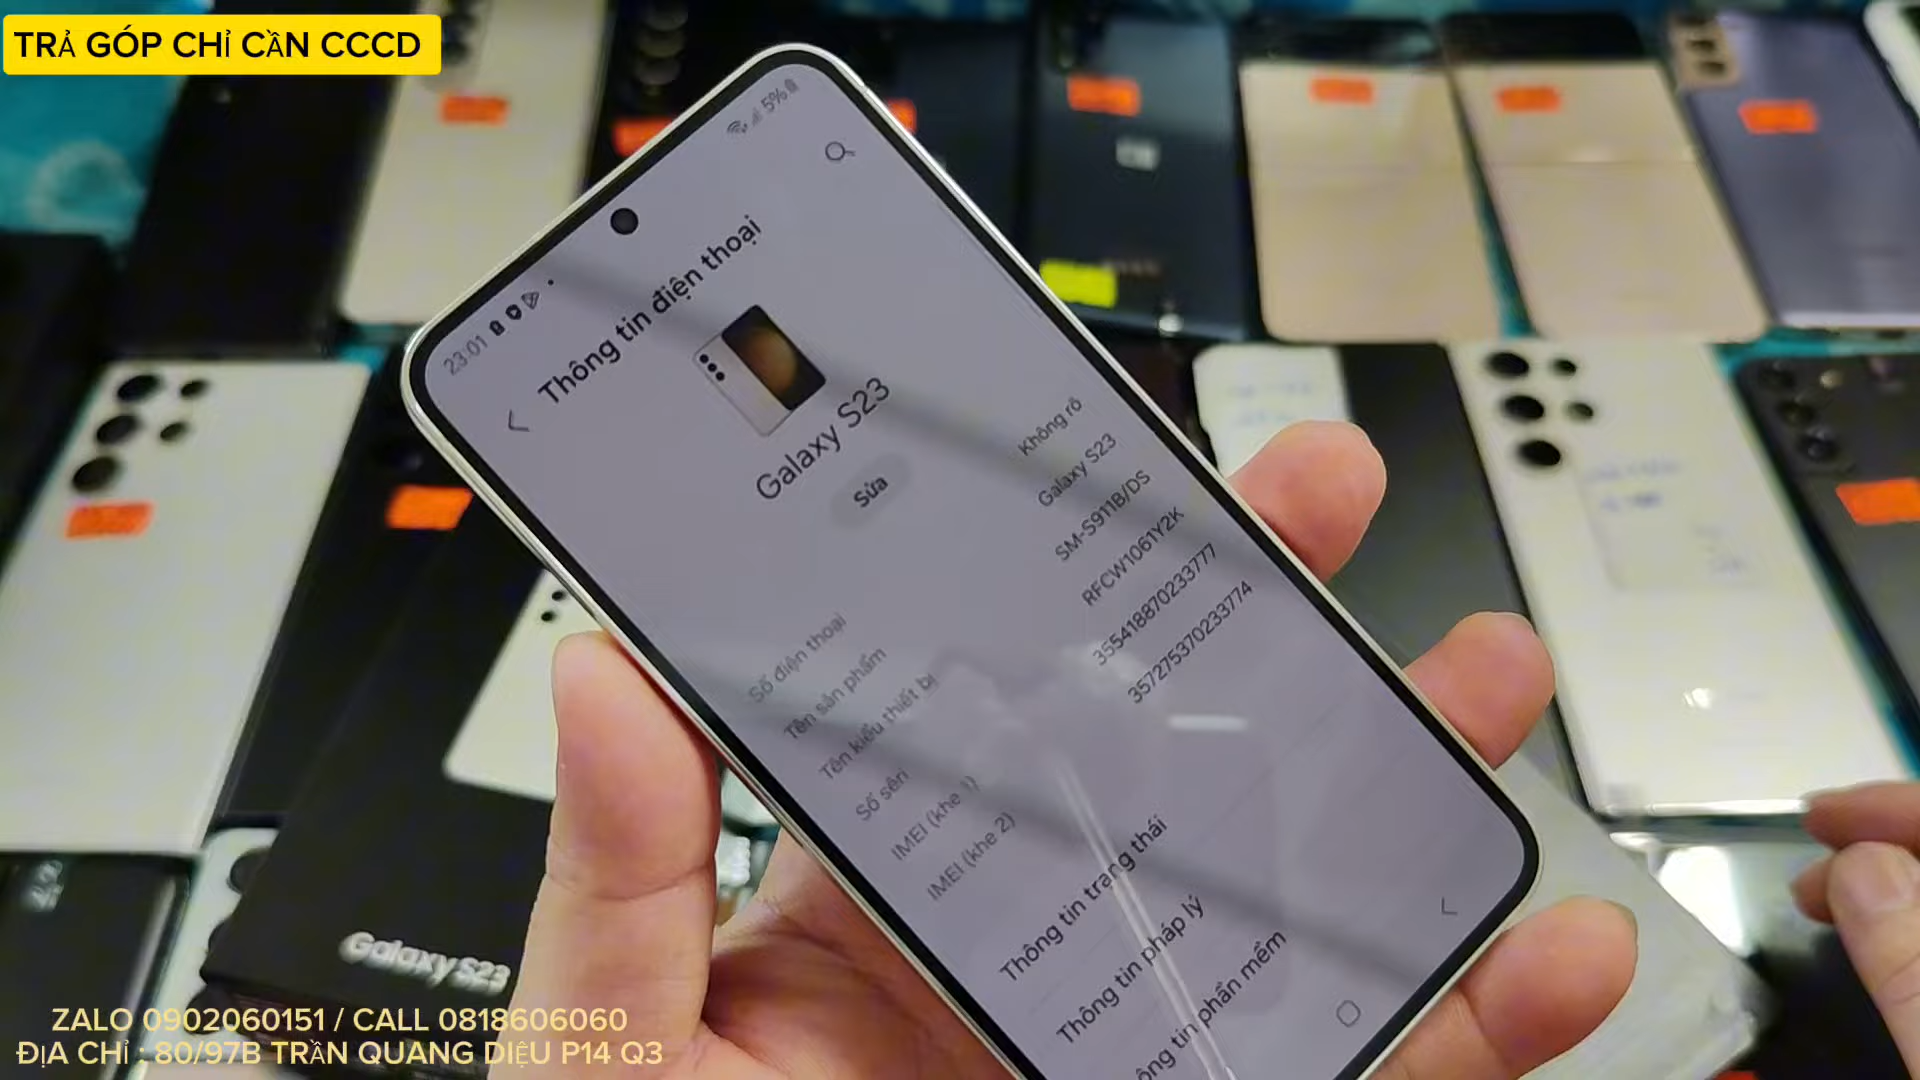 TRẢ GÓP CHỈ CẦN CCCD
5%
23:01
Thông tin điện thoại
Galaxy S23
Sửa
Số điện thoại Không rõ
Tên sản phẩm Galaxy S23
Tên kiểu thiết bị SM-S911B/DS
Số sêri RFCW1061Y2K
IMEI (khe 1) 355418870233777
IMEI (khe 2) 357275370233774
Thông tin trạng thái
Thông tin pháp lý
ông tin phần mềm
Galaxy S23
ZALO 0902060151 / CALL 0818606060
ĐỊA CHỈ : 80/97B TRẦN QUANG DIỆU P14 Q3